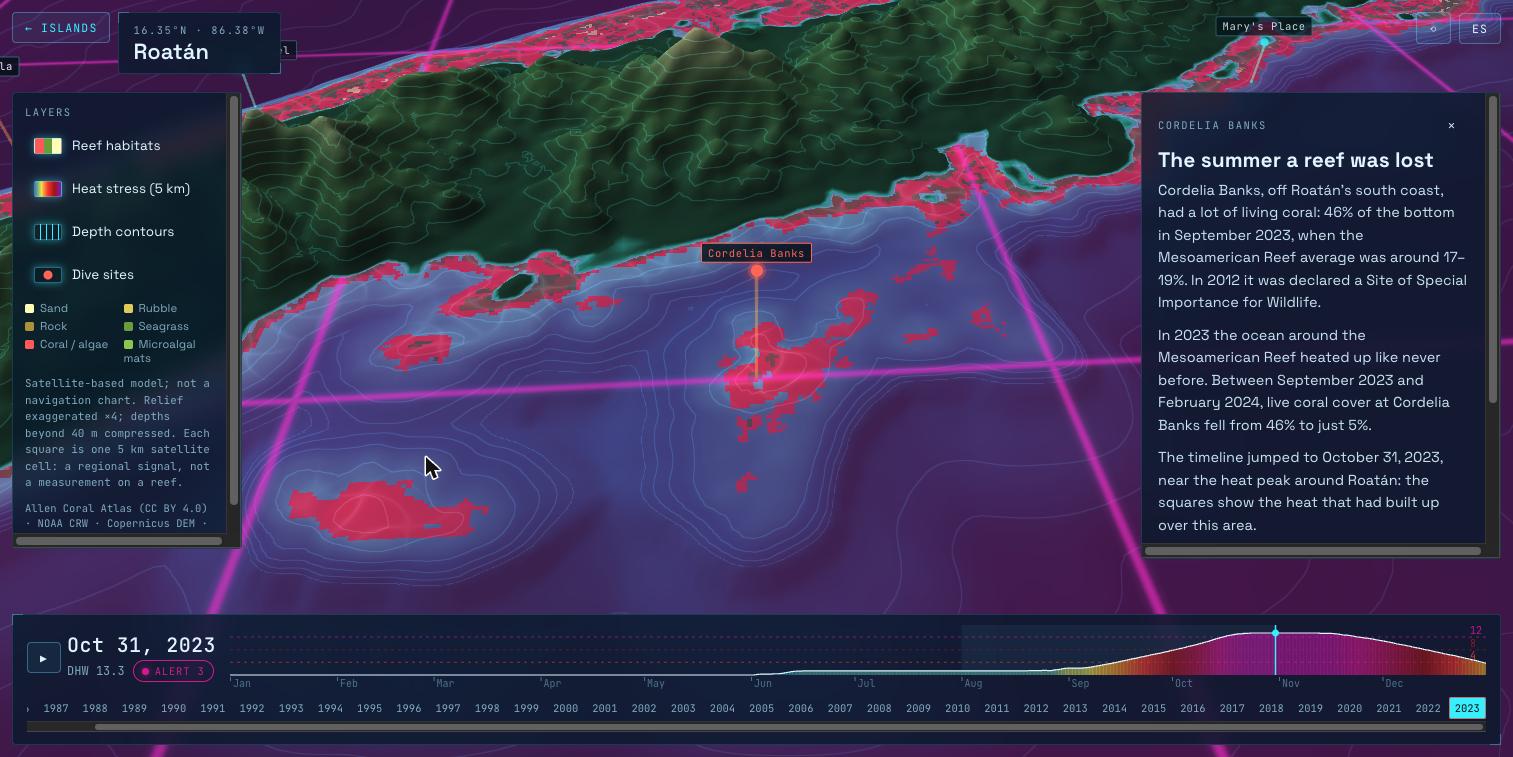 ← ISLANDS
16.35°N · 86.38°W
Roatán
Mary's Place
ES
LAYERS
Reef habitats
Heat stress (5 km)
Depth contours
Dive sites
Sand
Rubble
Rock
Seagrass
Coral / algae
Microalgal
mats
Satellite-based model; not a
navigation chart. Relief
exaggerated ×4; depths
beyond 40 m compressed. Each
square is one 5 km satellite
cell: a regional signal, not
a measurement on a reef.
Allen Coral Atlas (CC BY 4.0)
· NOAA CRW · Copernicus DEM ·
Cordelia Banks
CORDELIA BANKS ×
The summer a reef was lost
Cordelia Banks, off Roatán's south coast,
had a lot of living coral: 46% of the bottom
in September 2023, when the
Mesoamerican Reef average was around 17–
19%. In 2012 it was declared a Site of Special
Importance for Wildlife.
In 2023 the ocean around the
Mesoamerican Reef heated up like never
before. Between September 2023 and
February 2024, live coral cover at Cordelia
Banks fell from 46% to just 5%.
The timeline jumped to October 31, 2023,
near the heat peak around Roatán: the
squares show the heat that had built up
over this area.
Oct 31, 2023
DHW 13.3 ALERT 3
12
8
4
Jan Feb Mar Apr May Jun Jul Aug Sep Oct Nov Dec
1987 1988 1989 1990 1991 1992 1993 1994 1995 1996 1997 1998 1999 2000 2001 2002 2003 2004 2005 2006 2007 2008 2009 2010 2011 2012 2013 2014 2015 2016 2017 2018 2019 2020 2021 2022 2023